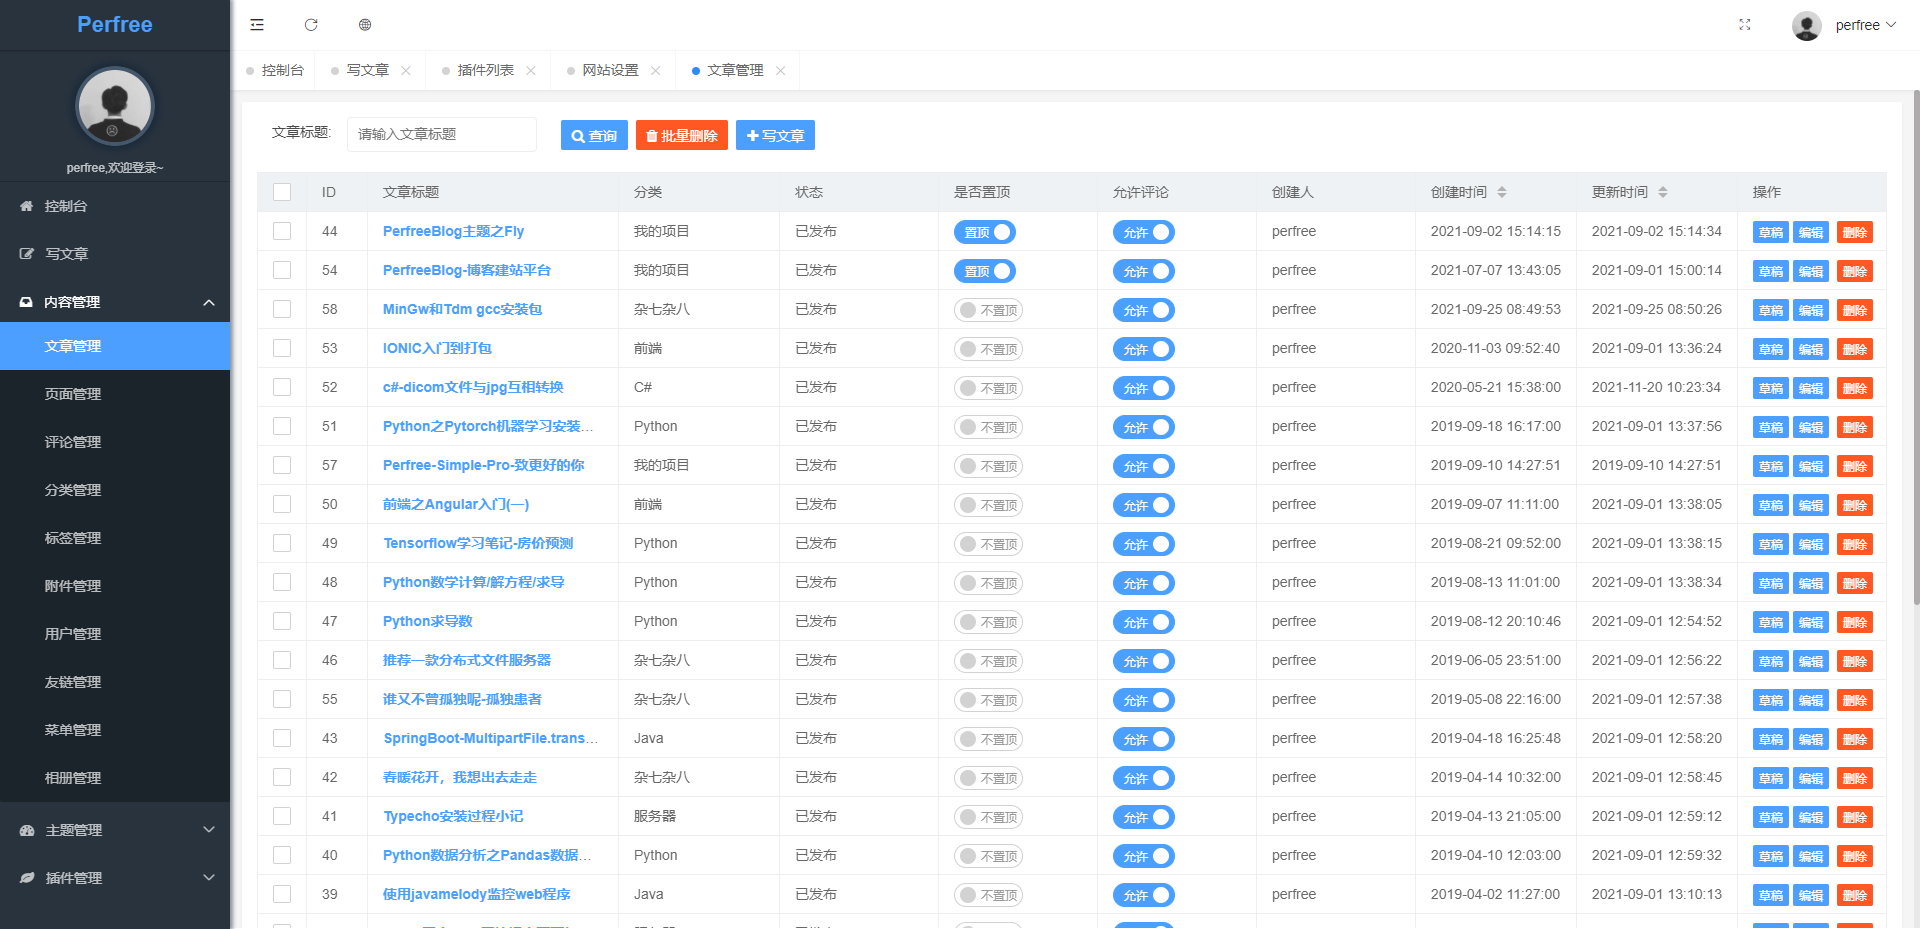 Perfree
perfree,欢迎登录~
控制台
写文章
内容管理
文章管理
页面管理
评论管理
分类管理
标签管理
附件管理
用户管理
友链管理
菜单管理
相册管理
主题管理
插件管理
perfree
控制台 写文章 插件列表 网站设置 文章管理
文章标题: 请输入文章标题 查询 批量删除 写文章
ID 文章标题 分类 状态 是否置顶 允许评论 创建人 创建时间 更新时间 操作
44 PerfreeBlog主题之Fly 我的项目 已发布 置顶 允许 perfree 2021-09-02 15:14:15 2021-09-02 15:14:34 草稿 编辑 删除
54 PerfreeBlog-博客建站平台 我的项目 已发布 置顶 允许 perfree 2021-07-07 13:43:05 2021-09-01 15:00:14 草稿 编辑 删除
58 MinGw和Tdm gcc安装包 杂七杂八 已发布 不置顶 允许 perfree 2021-09-25 08:49:53 2021-09-25 08:50:26 草稿 编辑 删除
53 IONIC入门到打包 前端 已发布 不置顶 允许 perfree 2020-11-03 09:52:40 2021-09-01 13:36:24 草稿 编辑 删除
52 c#-dicom文件与jpg互相转换 C# 已发布 不置顶 允许 perfree 2020-05-21 15:38:00 2021-11-20 10:23:34 草稿 编辑 删除
51 Python之Pytorch机器学习安装... Python 已发布 不置顶 允许 perfree 2019-09-18 16:17:00 2021-09-01 13:37:56 草稿 编辑 删除
57 Perfree-Simple-Pro-致更好的你 我的项目 已发布 不置顶 允许 perfree 2019-09-10 14:27:51 2019-09-10 14:27:51 草稿 编辑 删除
50 前端之Angular入门(一) 前端 已发布 不置顶 允许 perfree 2019-09-07 11:11:00 2021-09-01 13:38:05 草稿 编辑 删除
49 Tensorflow学习笔记-房价预测 Python 已发布 不置顶 允许 perfree 2019-08-21 09:52:00 2021-09-01 13:38:15 草稿 编辑 删除
48 Python数学计算/解方程/求导 Python 已发布 不置顶 允许 perfree 2019-08-13 11:01:00 2021-09-01 13:38:34 草稿 编辑 删除
47 Python求导数 Python 已发布 不置顶 允许 perfree 2019-08-12 20:10:46 2021-09-01 12:54:52 草稿 编辑 删除
46 推荐一款分布式文件服务器 杂七杂八 已发布 不置顶 允许 perfree 2019-06-05 23:51:00 2021-09-01 12:56:22 草稿 编辑 删除
55 谁又不曾孤独呢-孤独患者 杂七杂八 已发布 不置顶 允许 perfree 2019-05-08 22:16:00 2021-09-01 12:57:38 草稿 编辑 删除
43 SpringBoot-MultipartFile.trans... Java 已发布 不置顶 允许 perfree 2019-04-18 16:25:48 2021-09-01 12:58:20 草稿 编辑 删除
42 春暖花开，我想出去走走 杂七杂八 已发布 不置顶 允许 perfree 2019-04-14 10:32:00 2021-09-01 12:58:45 草稿 编辑 删除
41 Typecho安装过程小记 服务器 已发布 不置顶 允许 perfree 2019-04-13 21:05:00 2021-09-01 12:59:12 草稿 编辑 删除
40 Python数据分析之Pandas数据... Python 已发布 不置顶 允许 perfree 2019-04-10 12:03:00 2021-09-01 12:59:32 草稿 编辑 删除
39 使用javamelody监控web程序 Java 已发布 不置顶 允许 perfree 2019-04-02 11:27:00 2021-09-01 13:10:13 草稿 编辑 删除